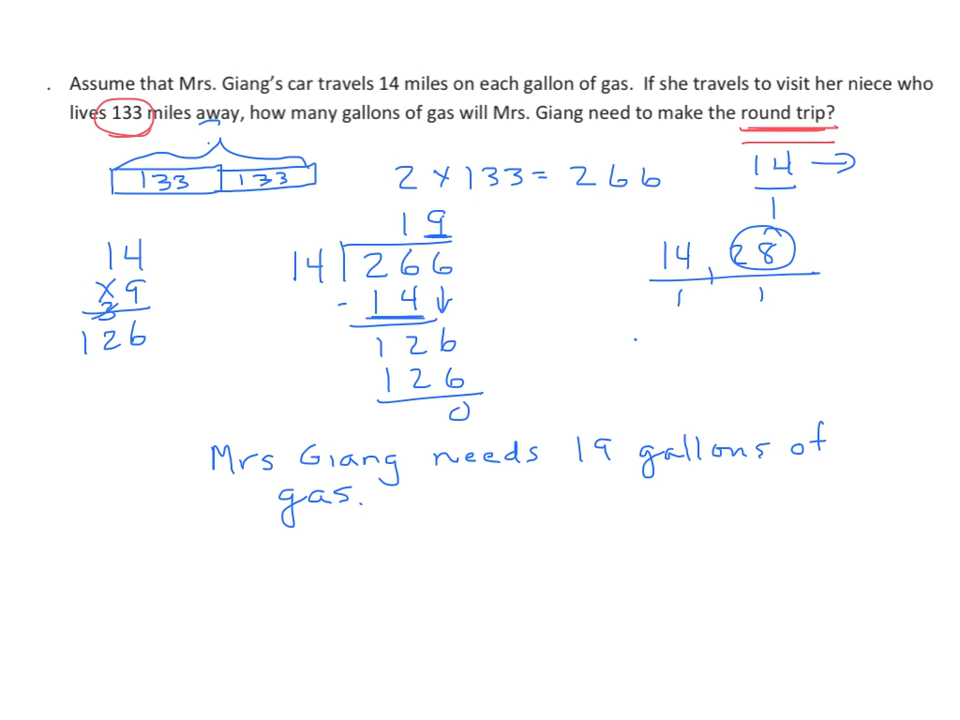 . Assume that Mrs. Giang's car travels 14 miles on each gallon of gas. If she travels to visit her niece who
lives 133 miles away, how many gallons of gas will Mrs. Giang need to make the round trip?
133 133
2 x 133 = 266
14 →
1
19
14
14 266
14, 28
x 9
- 14 ↓
1 1
3
126
126
126
0
Mrs Giang needs 19 gallons of
gas.